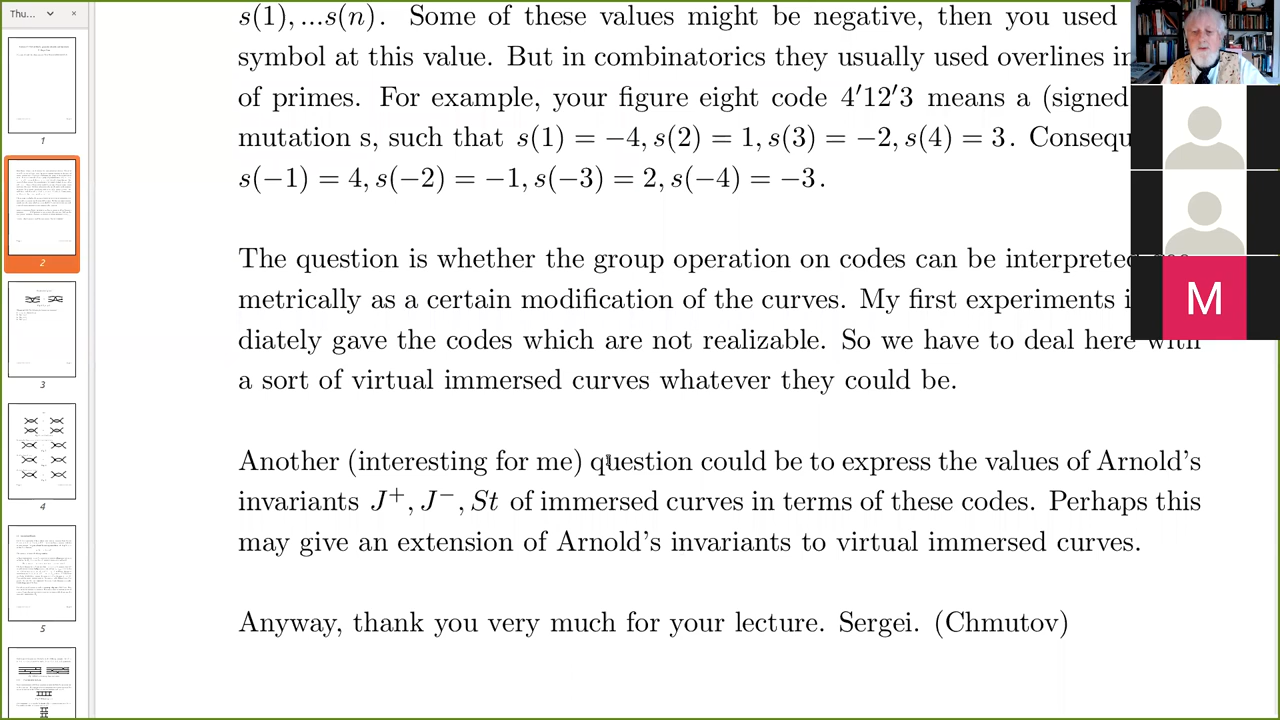 Thu...
s(1), ...s(n). Some of these values might be negative, then you used
symbol at this value. But in combinatorics they usually used overlines
of primes. For example, your figure eight code 4′12′3 means a (signed
mutation s, such that s(1) = −4, s(2) = 1, s(3) = −2, s(4) = 3.
s(−1) = 4, s(−2) = −1, s(−3) = 2, s(−4) = −3.
The question is whether the group operation on codes can be interpreted
metrically as a certain modification of the curves. My first experiments
diately gave the codes which are not realizable. So we have to deal here with
a sort of virtual immersed curves whatever they could be.
Another (interesting for me) question could be to express the values of Arnold's
invariants J⁺, J⁻, St of immersed curves in terms of these codes. Perhaps this
may give an extension of Arnold's invariants to virtual immersed curves.
Anyway, thank you very much for your lecture. Sergei. (Chmutov)
M
1
2
3
4
5